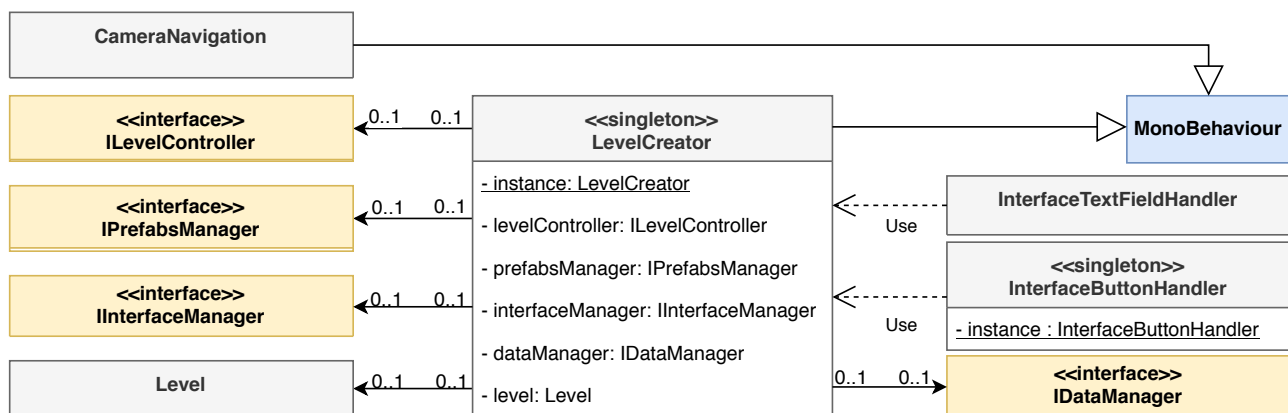 CameraNavigation
<<interface>>
ILevelController
0..1
0..1
<<singleton>>
LevelCreator
MonoBehaviour
- instance: LevelCreator
<<interface>>
IPrefabsManager
0..1
0..1
- levelController: ILevelController
Use
InterfaceTextFieldHandler
- prefabsManager: IPrefabsManager
<<singleton>>
InterfaceButtonHandler
<<interface>>
IInterfaceManager
0..1
0..1
- interfaceManager: IInterfaceManager
Use
- instance : InterfaceButtonHandler
- dataManager: IDataManager
Level
0..1
0..1
- level: Level
0..1
0..1
<<interface>>
IDataManager